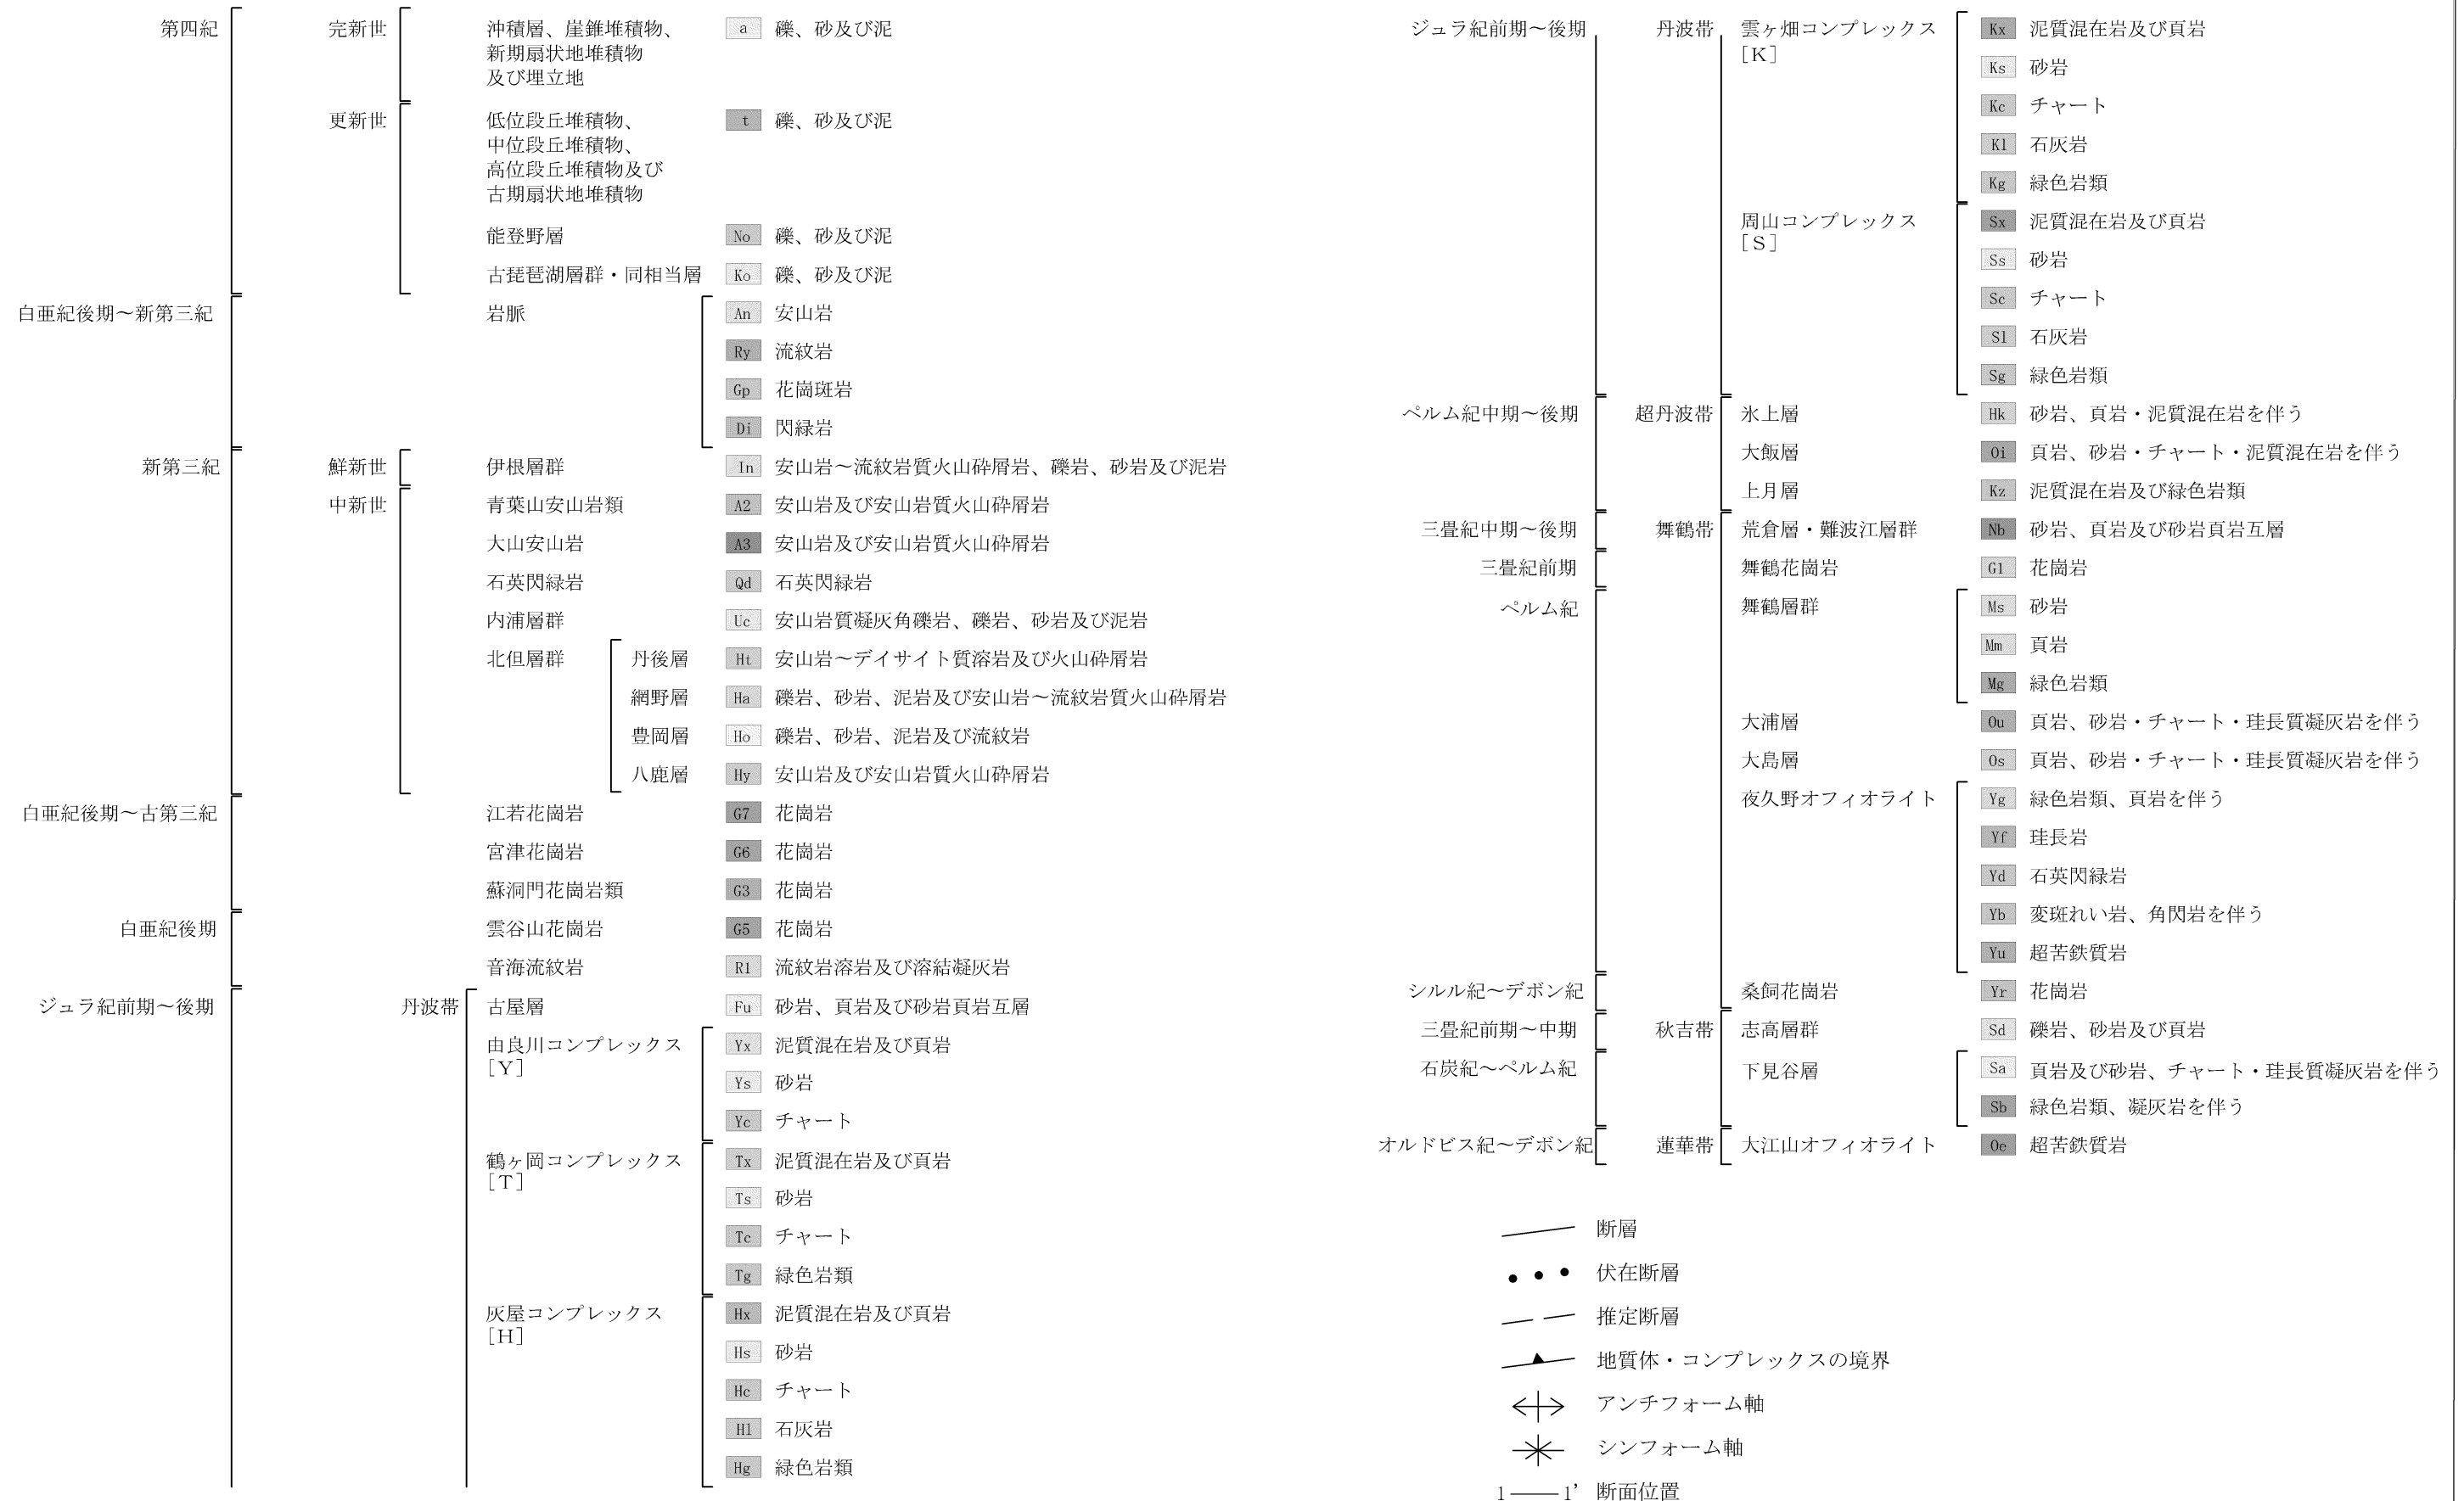 第四紀 完新世 沖積層、崖錐堆積物、 a 礫、砂及び泥
新期扇状地堆積物
及び埋立地
更新世 低位段丘堆積物、 t 礫、砂及び泥
中位段丘堆積物、
高位段丘堆積物及び
古期扇状地堆積物
能登野層 No 礫、砂及び泥
古琵琶湖層群・同相当層 Ko 礫、砂及び泥
白亜紀後期～新第三紀 岩脈 An 安山岩
Ry 流紋岩
Gp 花崗斑岩
Di 閃緑岩
新第三紀 鮮新世 伊根層群 In 安山岩～流紋岩質火山砕屑岩、礫岩、砂岩及び泥岩
中新世 青葉山安山岩類 A2 安山岩及び安山岩質火山砕屑岩
大山安山岩 A3 安山岩及び安山岩質火山砕屑岩
石英閃緑岩 Qd 石英閃緑岩
内浦層群 Uc 安山岩質凝灰角礫岩、礫岩、砂岩及び泥岩
北但層群 丹後層 Ht 安山岩～デイサイト質溶岩及び火山砕屑岩
網野層 Ha 礫岩、砂岩、泥岩及び安山岩～流紋岩質火山砕屑岩
豊岡層 Ho 礫岩、砂岩、泥岩及び流紋岩
八鹿層 Hy 安山岩及び安山岩質火山砕屑岩
白亜紀後期～古第三紀 江若花崗岩 G7 花崗岩
宮津花崗岩 G6 花崗岩
蘇洞門花崗岩類 G3 花崗岩
白亜紀後期 雲谷山花崗岩 G5 花崗岩
音海流紋岩 R1 流紋岩溶岩及び溶結凝灰岩
ジュラ紀前期～後期 丹波帯 古屋層 Fu 砂岩、頁岩及び砂岩頁岩互層
由良川コンプレックス Yx 泥質混在岩及び頁岩
[Y]
Ys 砂岩
Yc チャート
鶴ヶ岡コンプレックス Tx 泥質混在岩及び頁岩
[T]
Ts 砂岩
Tc チャート
Tg 緑色岩類
灰屋コンプレックス Hx 泥質混在岩及び頁岩
[H]
Hs 砂岩
Hc チャート
Hl 石灰岩
Hg 緑色岩類
ジュラ紀前期～後期 丹波帯 雲ヶ畑コンプレックス Kx 泥質混在岩及び頁岩
[K]
Ks 砂岩
Kc チャート
Kl 石灰岩
Kg 緑色岩類
周山コンプレックス Sx 泥質混在岩及び頁岩
[S]
Ss 砂岩
Sc チャート
Sl 石灰岩
Sg 緑色岩類
ペルム紀中期～後期 超丹波帯 氷上層 Hk 砂岩、頁岩・泥質混在岩を伴う
大飯層 Oi 頁岩、砂岩・チャート・泥質混在岩を伴う
上月層 Kz 泥質混在岩及び緑色岩類
三畳紀中期～後期 舞鶴帯 荒倉層・難波江層群 Nb 砂岩、頁岩及び砂岩頁岩互層
三畳紀前期 舞鶴花崗岩 G1 花崗岩
ペルム紀 舞鶴層群 Ms 砂岩
Mm 頁岩
Mg 緑色岩類
大浦層 Ou 頁岩、砂岩・チャート・珪長質凝灰岩を伴う
大島層 Os 頁岩、砂岩・チャート・珪長質凝灰岩を伴う
夜久野オフィオライト Yg 緑色岩類、頁岩を伴う
Yf 珪長岩
Yd 石英閃緑岩
Yb 変斑れい岩、角閃岩を伴う
Yu 超苦鉄質岩
シルル紀～デボン紀 桑飼花崗岩 Yr 花崗岩
三畳紀前期～中期 秋吉帯 志高層群 Sd 礫岩、砂岩及び頁岩
石炭紀～ペルム紀 下見谷層 Sa 頁岩及び砂岩、チャート・珪長質凝灰岩を伴う
Sb 緑色岩類、凝灰岩を伴う
オルドビス紀～デボン紀 蓮華帯 大江山オフィオライト Oe 超苦鉄質岩
断層
伏在断層
推定断層
地質体・コンプレックスの境界
アンチフォーム軸
シンフォーム軸
1 1' 断面位置